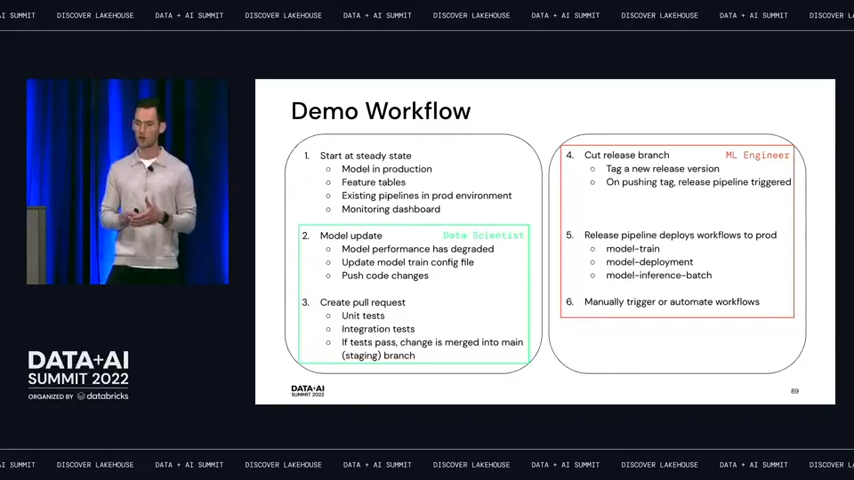 AI SUMMIT DISCOVER LAKEHOUSE DATA + AI SUMMIT DISCOVER LAKEHOUSE DATA + AI SUMMIT DISCOVER LAKEHOUSE DATA + AI SUMMIT DISCOVER LAKEHOUSE DATA + AI SUMMIT DISCOVER L
Demo Workflow
1. Start at steady state
○ Model in production
○ Feature tables
○ Existing pipelines in prod environment
○ Monitoring dashboard
2. Model update Data Scientist
○ Model performance has degraded
○ Update model train config file
○ Push code changes
3. Create pull request
○ Unit tests
○ Integration tests
○ If tests pass, change is merged into main
(staging) branch
4. Cut release branch ML Engineer
○ Tag a new release version
○ On pushing tag, release pipeline triggered
5. Release pipeline deploys workflows to prod
○ model-train
○ model-deployment
○ model-inference-batch
6. Manually trigger or automate workflows
DATA+AI
SUMMIT 2022
89
DATA+AI
SUMMIT 2022
ORGANIZED BY databricks
AI SUMMIT DISCOVER LAKEHOUSE DATA + AI SUMMIT DISCOVER LAKEHOUSE DATA + AI SUMMIT DISCOVER LAKEHOUSE DATA + AI SUMMIT DISCOVER LAKEHOUSE DATA + AI SUMMIT DISCOVER L